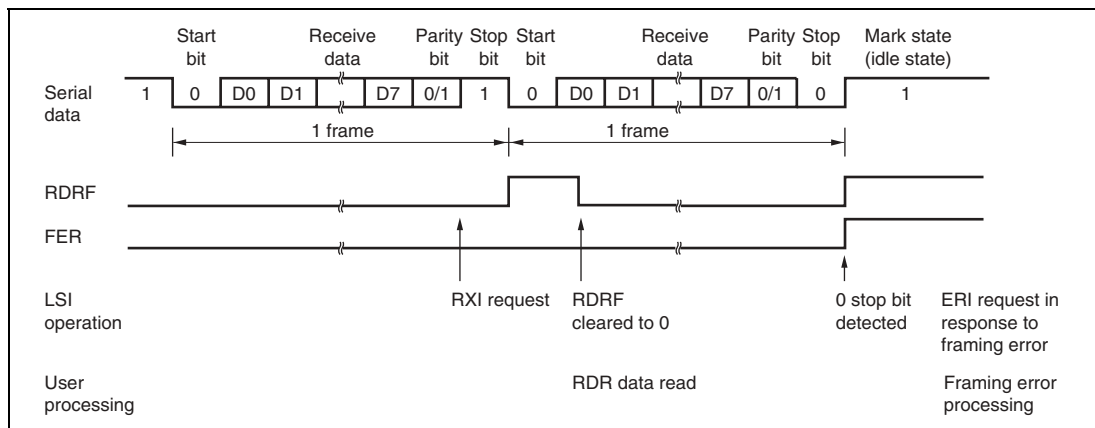 Start bit
Receive data
Parity bit
Stop bit
Start bit
Receive data
Parity bit
Stop bit
Mark state (idle state)
Serial data
1 0 D0 D1 D7 0/1 1 0 D0 D1 D7 0/1 0 1
1 frame 1 frame
RDRF
FER
LSI operation
RXI request
RDRF cleared to 0
0 stop bit detected
ERI request in response to framing error
User processing
RDR data read
Framing error processing